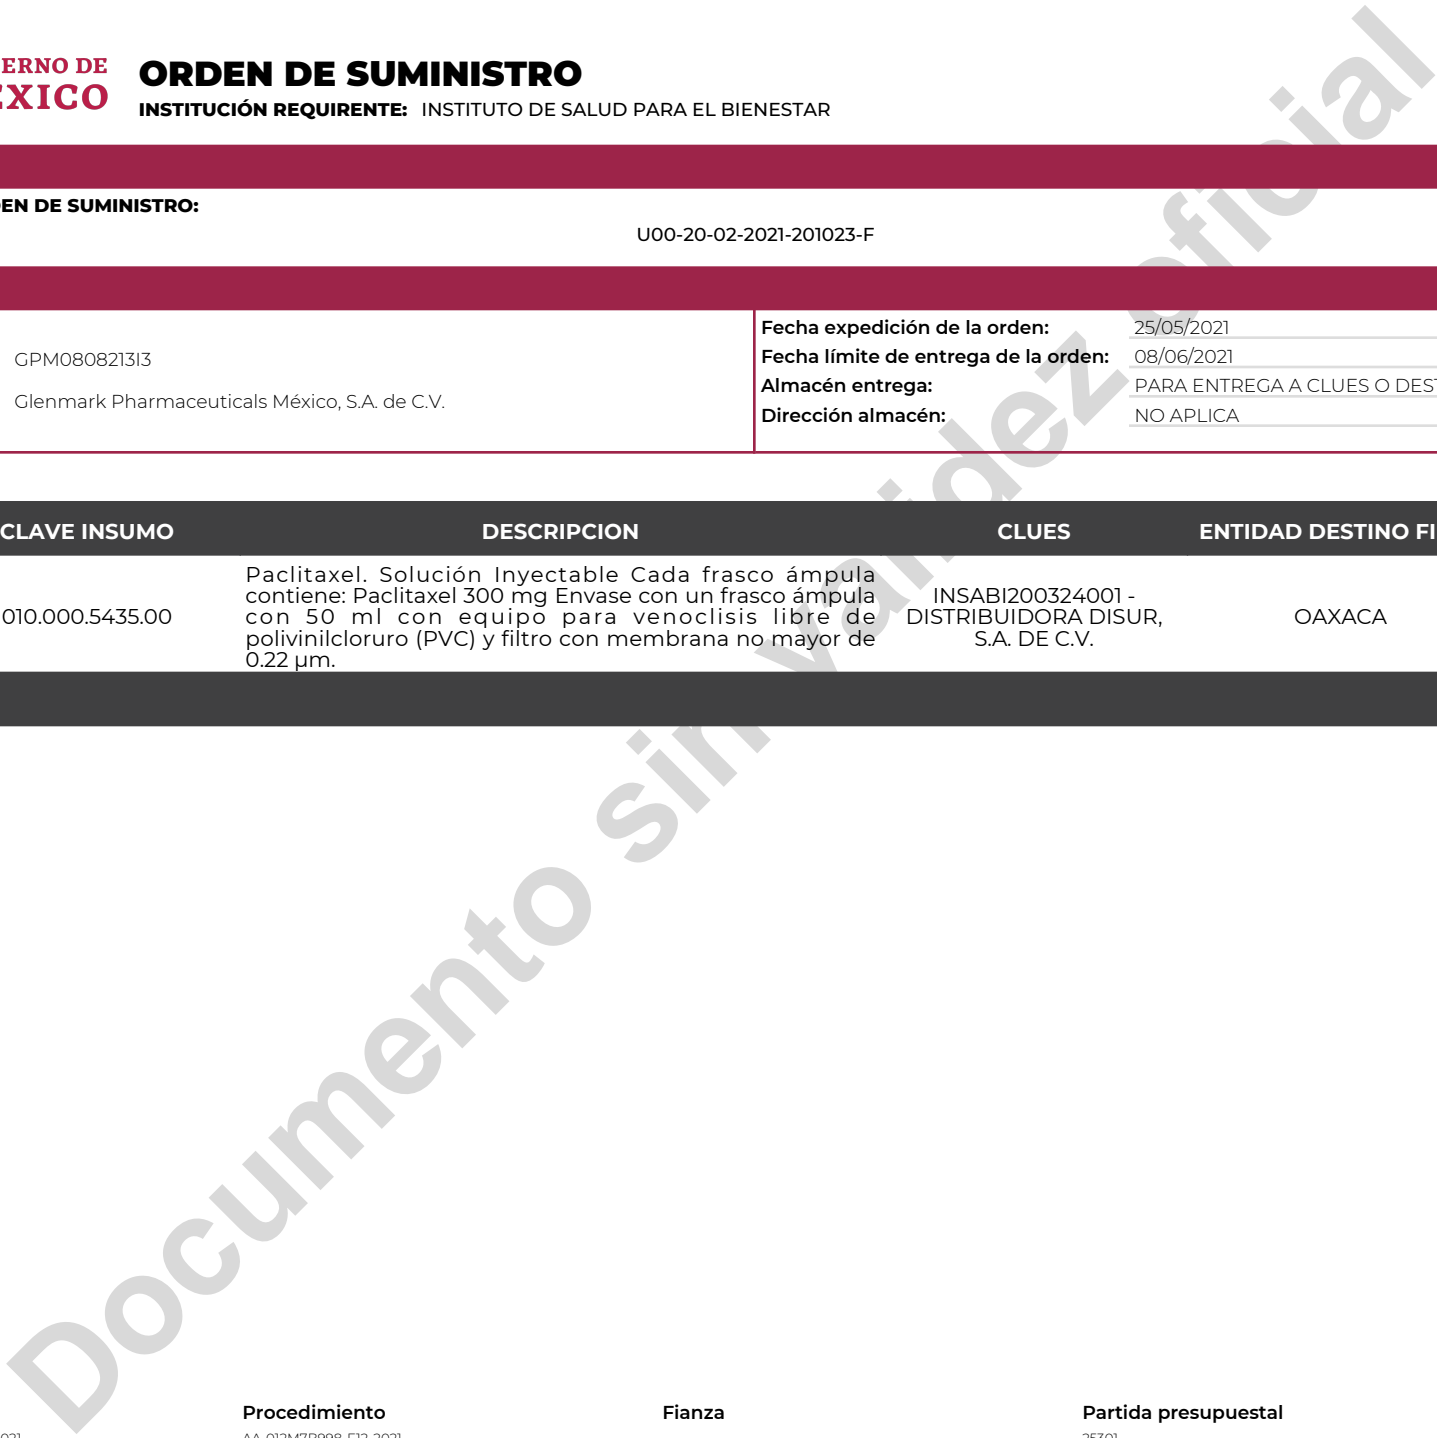 ERNO DE
ÉXICO
ORDEN DE SUMINISTRO
INSTITUCIÓN REQUIRENTE: INSTITUTO DE SALUD PARA EL BIENESTAR
EN DE SUMINISTRO:
U00-20-02-2021-201023-F
GPM0808213I3
Glenmark Pharmaceuticals México, S.A. de C.V.
Fecha expedición de la orden: 25/05/2021
Fecha límite de entrega de la orden: 08/06/2021
Almacén entrega: PARA ENTREGA A CLUES O DEST
Dirección almacén: NO APLICA
CLAVE INSUMO DESCRIPCION CLUES ENTIDAD DESTINO FI
010.000.5435.00
Paclitaxel. Solución Inyectable Cada frasco ámpula
contiene: Paclitaxel 300 mg Envase con un frasco ámpula
con 50 ml con equipo para venoclisis libre de
polivinilcloruro (PVC) y filtro con membrana no mayor de
0.22 µm.
INSABI200324001 -
DISTRIBUIDORA DISUR,
S.A. DE C.V.
OAXACA
Documento sin validez oficial
Procedimiento Fianza Partida presupuestal